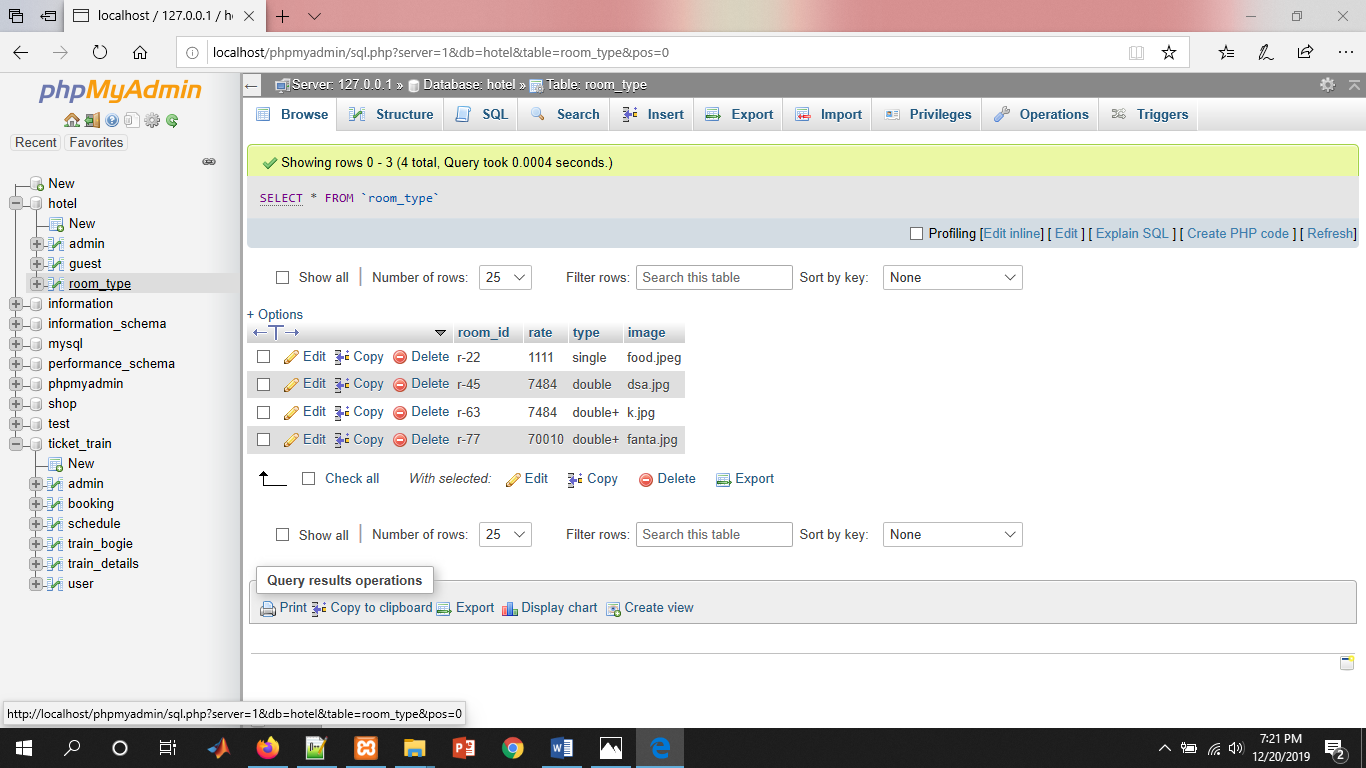 localhost / 127.0.0.1 / h
localhost/phpmyadmin/sql.php?server=1&db=hotel&table=room_type&pos=0
phpMyAdmin
Recent Favorites
New
hotel
New
admin
guest
room_type
information
information_schema
mysql
performance_schema
phpmyadmin
shop
test
ticket_train
New
admin
booking
schedule
train_bogie
train_details
user
Server: 127.0.0.1 » Database: hotel » Table: room_type
Browse Structure SQL Search Insert Export Import Privileges Operations Triggers
Showing rows 0 - 3 (4 total, Query took 0.0004 seconds.)
SELECT * FROM `room_type`
Profiling [Edit inline] [ Edit ] [ Explain SQL ] [ Create PHP code ] [ Refresh]
Show all Number of rows: 25 Filter rows: Search this table Sort by key: None
+ Options
room_id rate type image
Edit Copy Delete r-22 1111 single food.jpeg
Edit Copy Delete r-45 7484 double dsa.jpg
Edit Copy Delete r-63 7484 double+ k.jpg
Edit Copy Delete r-77 70010 double+ fanta.jpg
Check all With selected: Edit Copy Delete Export
Show all Number of rows: 25 Filter rows: Search this table Sort by key: None
Query results operations
Print Copy to clipboard Export Display chart Create view
http://localhost/phpmyadmin/sql.php?server=1&db=hotel&table=room_type&pos=0
7:21 PM
12/20/2019
2